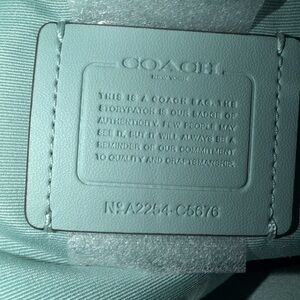 COACH
NEW YORK
THIS IS A COACH BAG. THE
STORYPATCH IS OUR BADGE OF
AUTHENTICITY. FEW PEOPLE MAY
SEE IT, BUT IT WILL ALWAYS BE A
REMINDER OF OUR COMMITMENT
TO QUALITY AND CRAFTSMANSHIP.
NºA2254-C5676